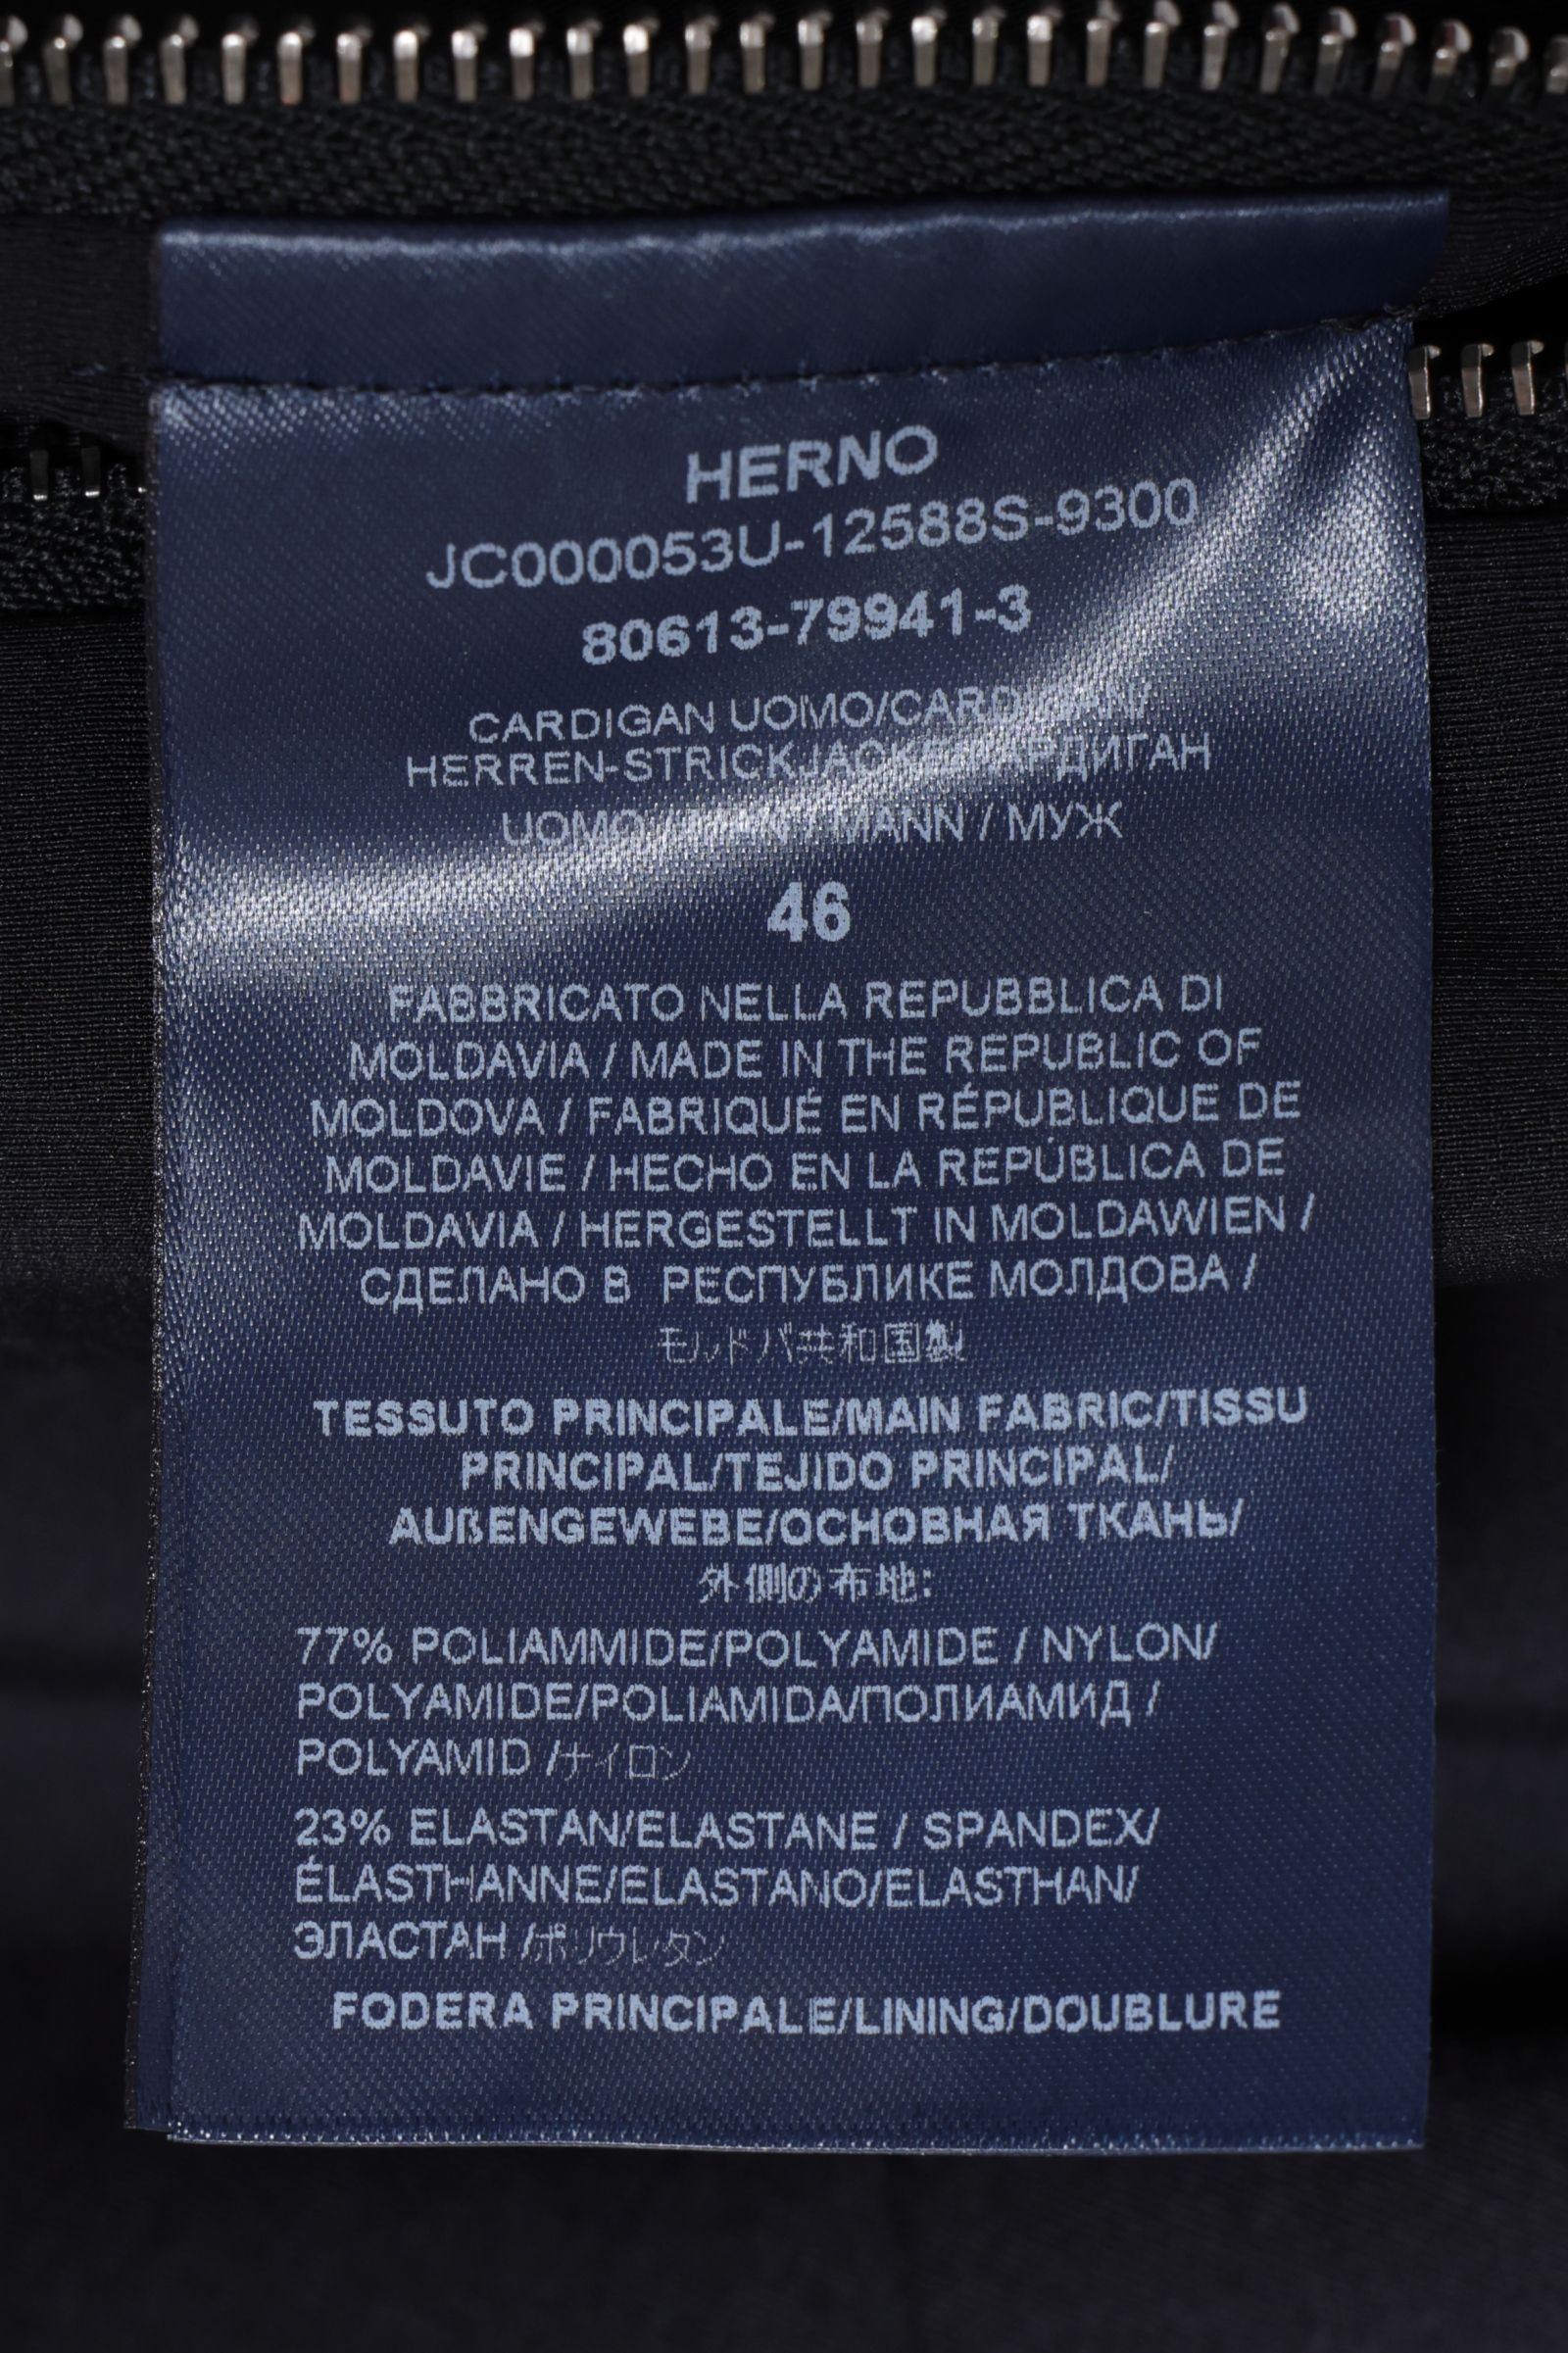 HERNO
JC000053U-12588S-9300
80613-79941-3
CARDIGAN UOMO/CARDIGAN/
HERREN-STRICKJACKE/КАРДИГАН
UOMO / MAN / MANN / МУЖ
46
FABBRICATO NELLA REPUBBLICA DI
MOLDAVIA / MADE IN THE REPUBLIC OF
MOLDOVA / FABRIQUÉ EN RÉPUBLIQUE DE
MOLDAVIE / HECHO EN LA REPÚBLICA DE
MOLDAVIA / HERGESTELLT IN MOLDAWIEN /
СДЕЛАНО В РЕСПУБЛИКЕ МОЛДОВА /
モルドバ共和国製
TESSUTO PRINCIPALE/MAIN FABRIC/TISSU
PRINCIPAL/TEJIDO PRINCIPAL/
AUßENGEWEBE/ОСНОВНАЯ ТКАНЬ/
外側の布地:
77% POLIAMMIDE/POLYAMIDE / NYLON/
POLYAMIDE/POLIAMIDA/ПОЛИАМИД /
POLYAMID /ナイロン
23% ELASTAN/ELASTANE / SPANDEX/
ÉLASTHANNE/ELASTANO/ELASTHAN/
ЭЛАСТАН /ポリウレタン
FODERA PRINCIPALE/LINING/DOUBLURE